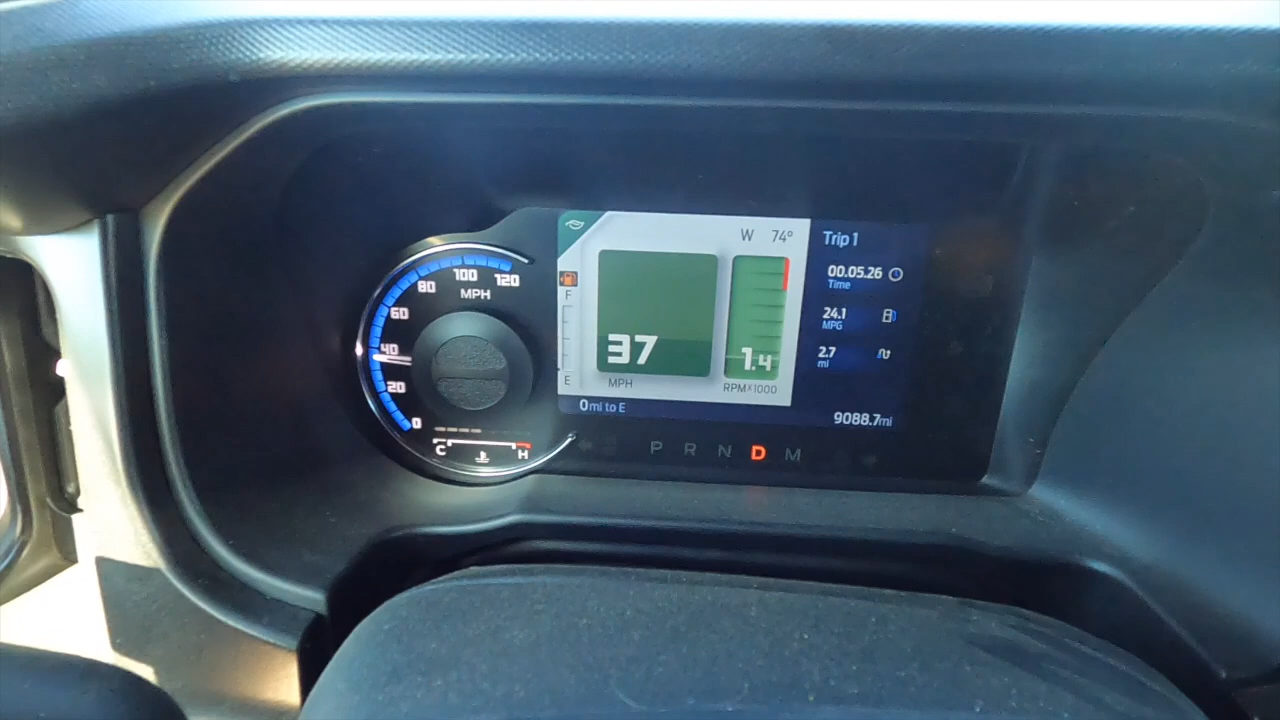 120
100
80
MPH
60
40
20
0
C H
W 74°
F
E
37
MPH
1.4
RPM×1000
0 mi to E
Trip 1
00.05.26
Time
24.1
MPG
2.7
mi
9088.7mi
P R N D M